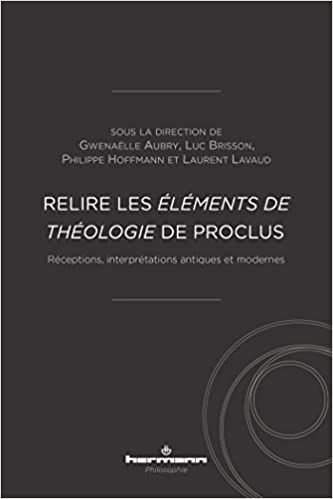 SOUS LA DIRECTION DE
GWENAËLLE AUBRY, LUC BRISSON,
PHILIPPE HOFFMANN ET LAURENT LAVAUD
RELIRE LES ÉLÉMENTS DE
THÉOLOGIE DE PROCLUS
Réceptions, interprétations antiques et modernes
hermann
Philosophie